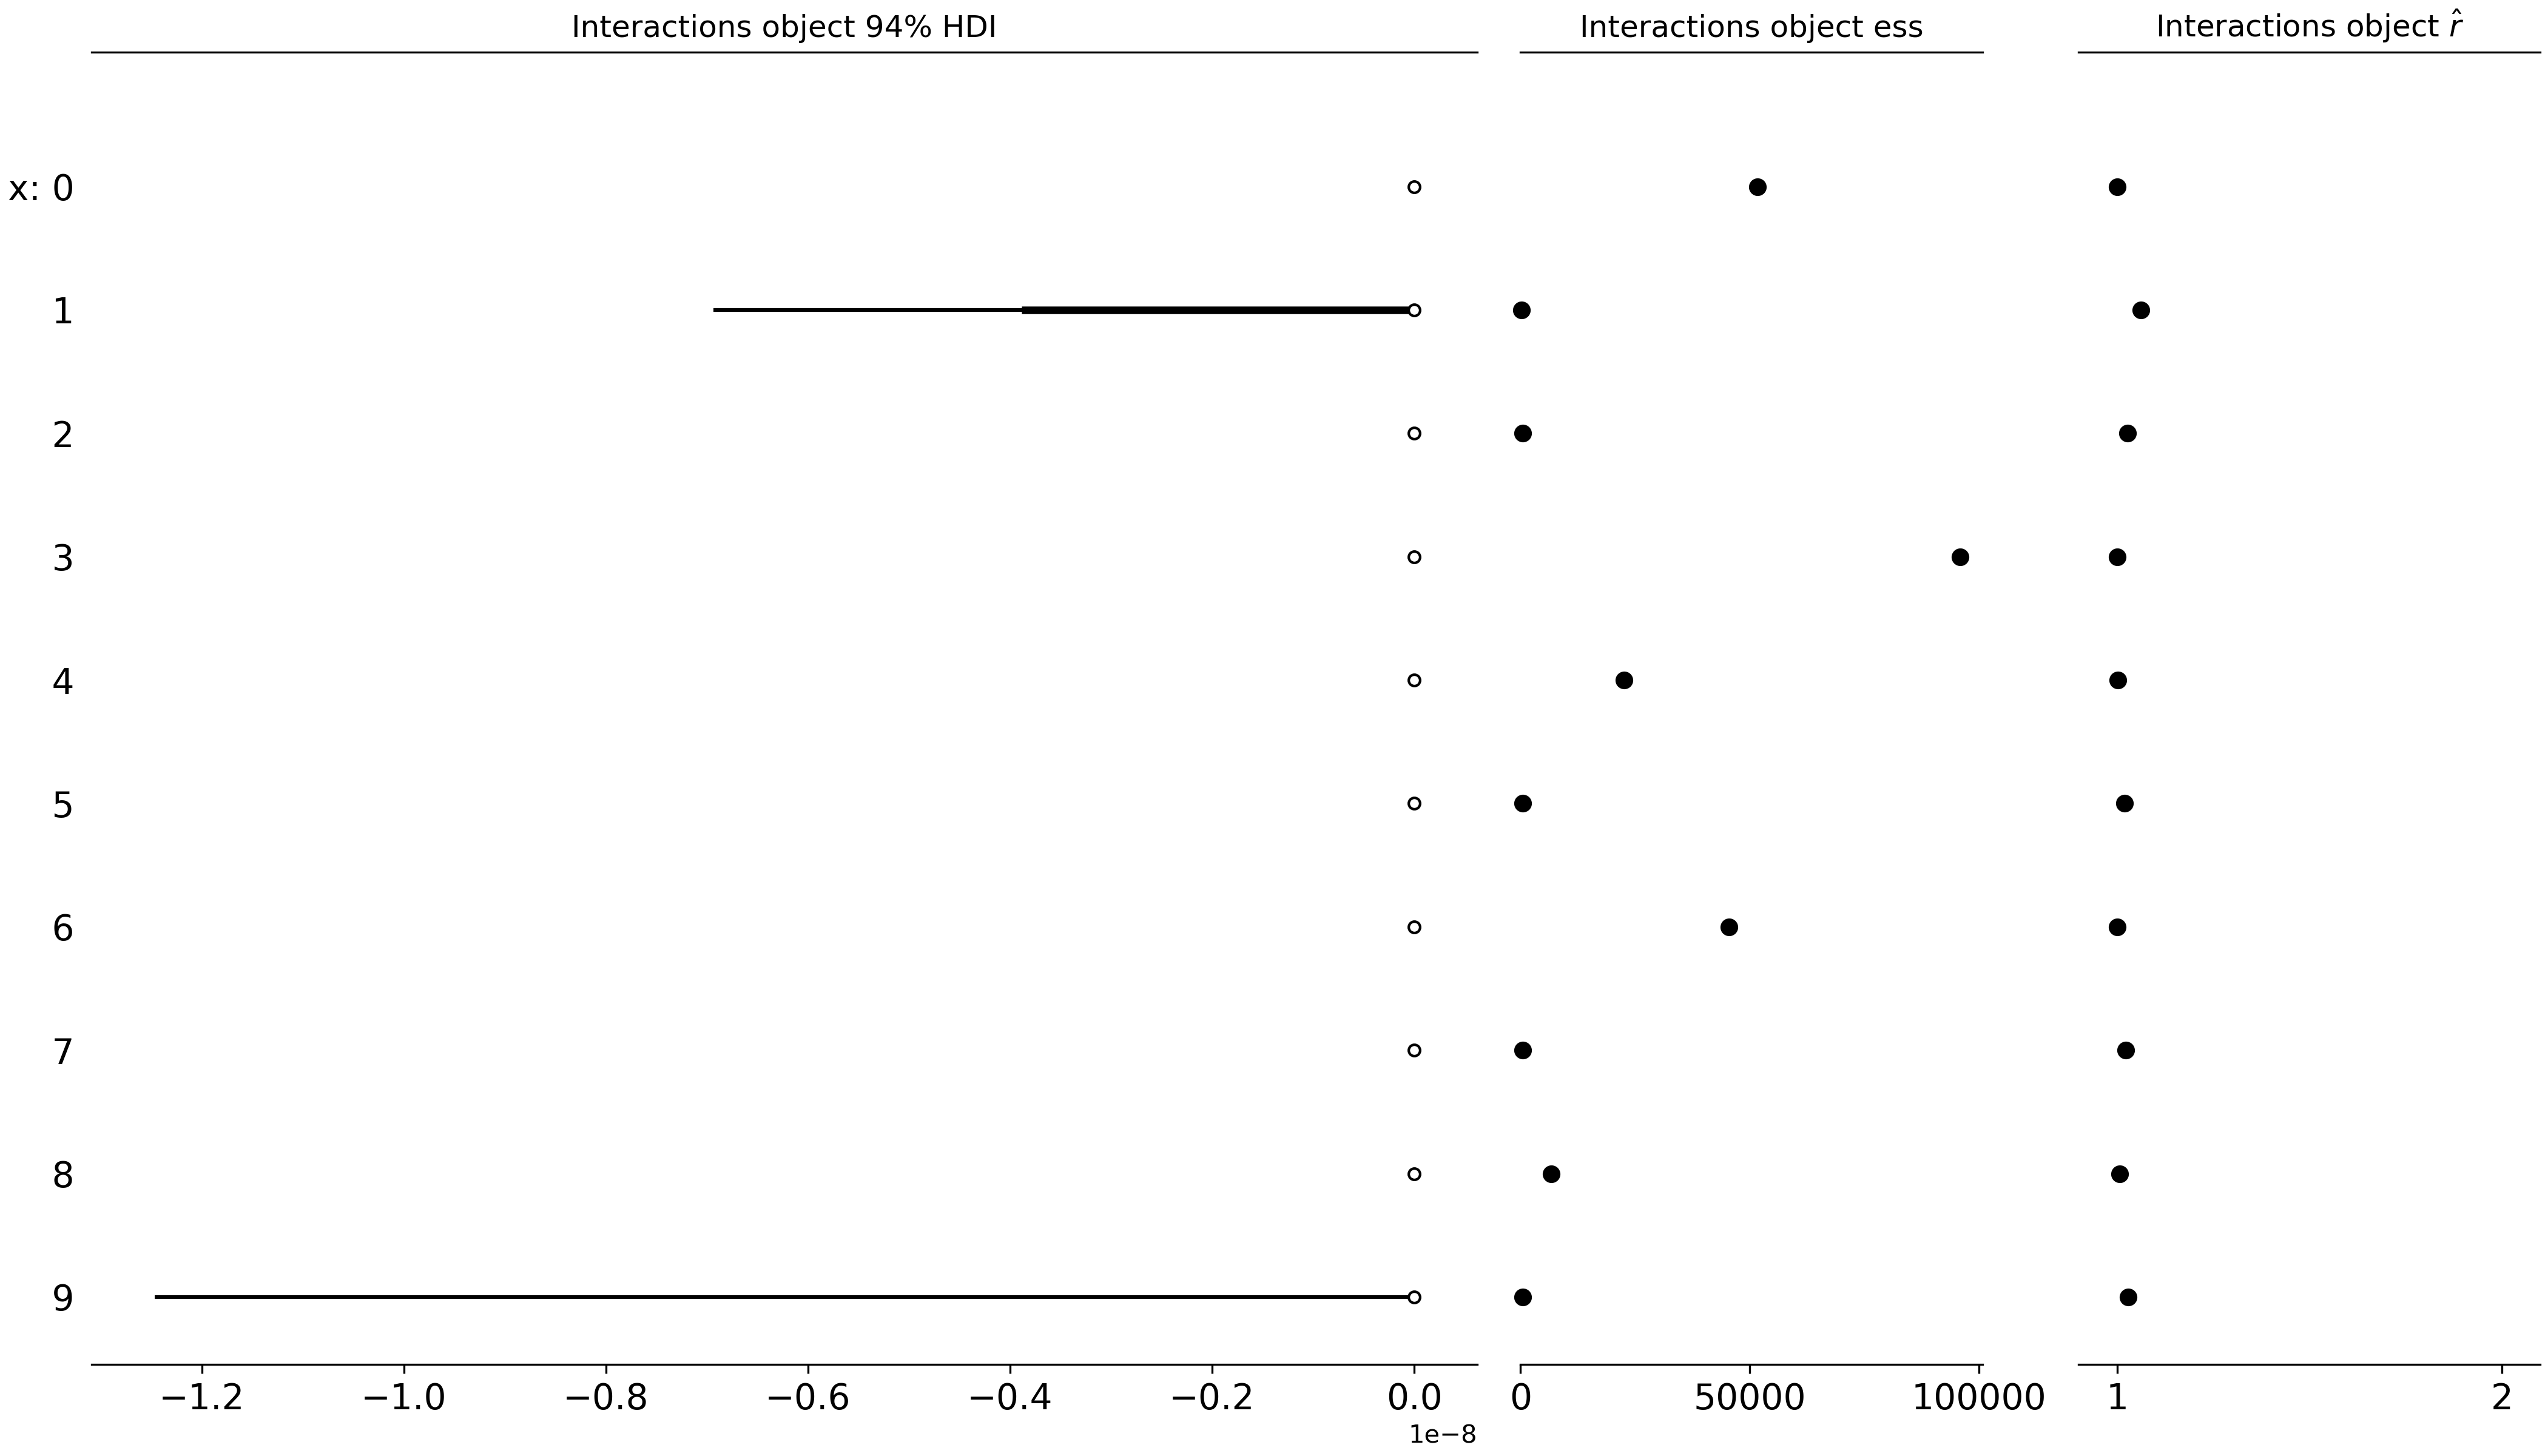 Interactions object 94% HDI Interactions object ess Interactions object r̂
x: 0
1
2
3
4
5
6
7
8
9
−1.2 −1.0 −0.8 −0.6 −0.4 −0.2 0.0 0 50000 100000 1 2
1e−8